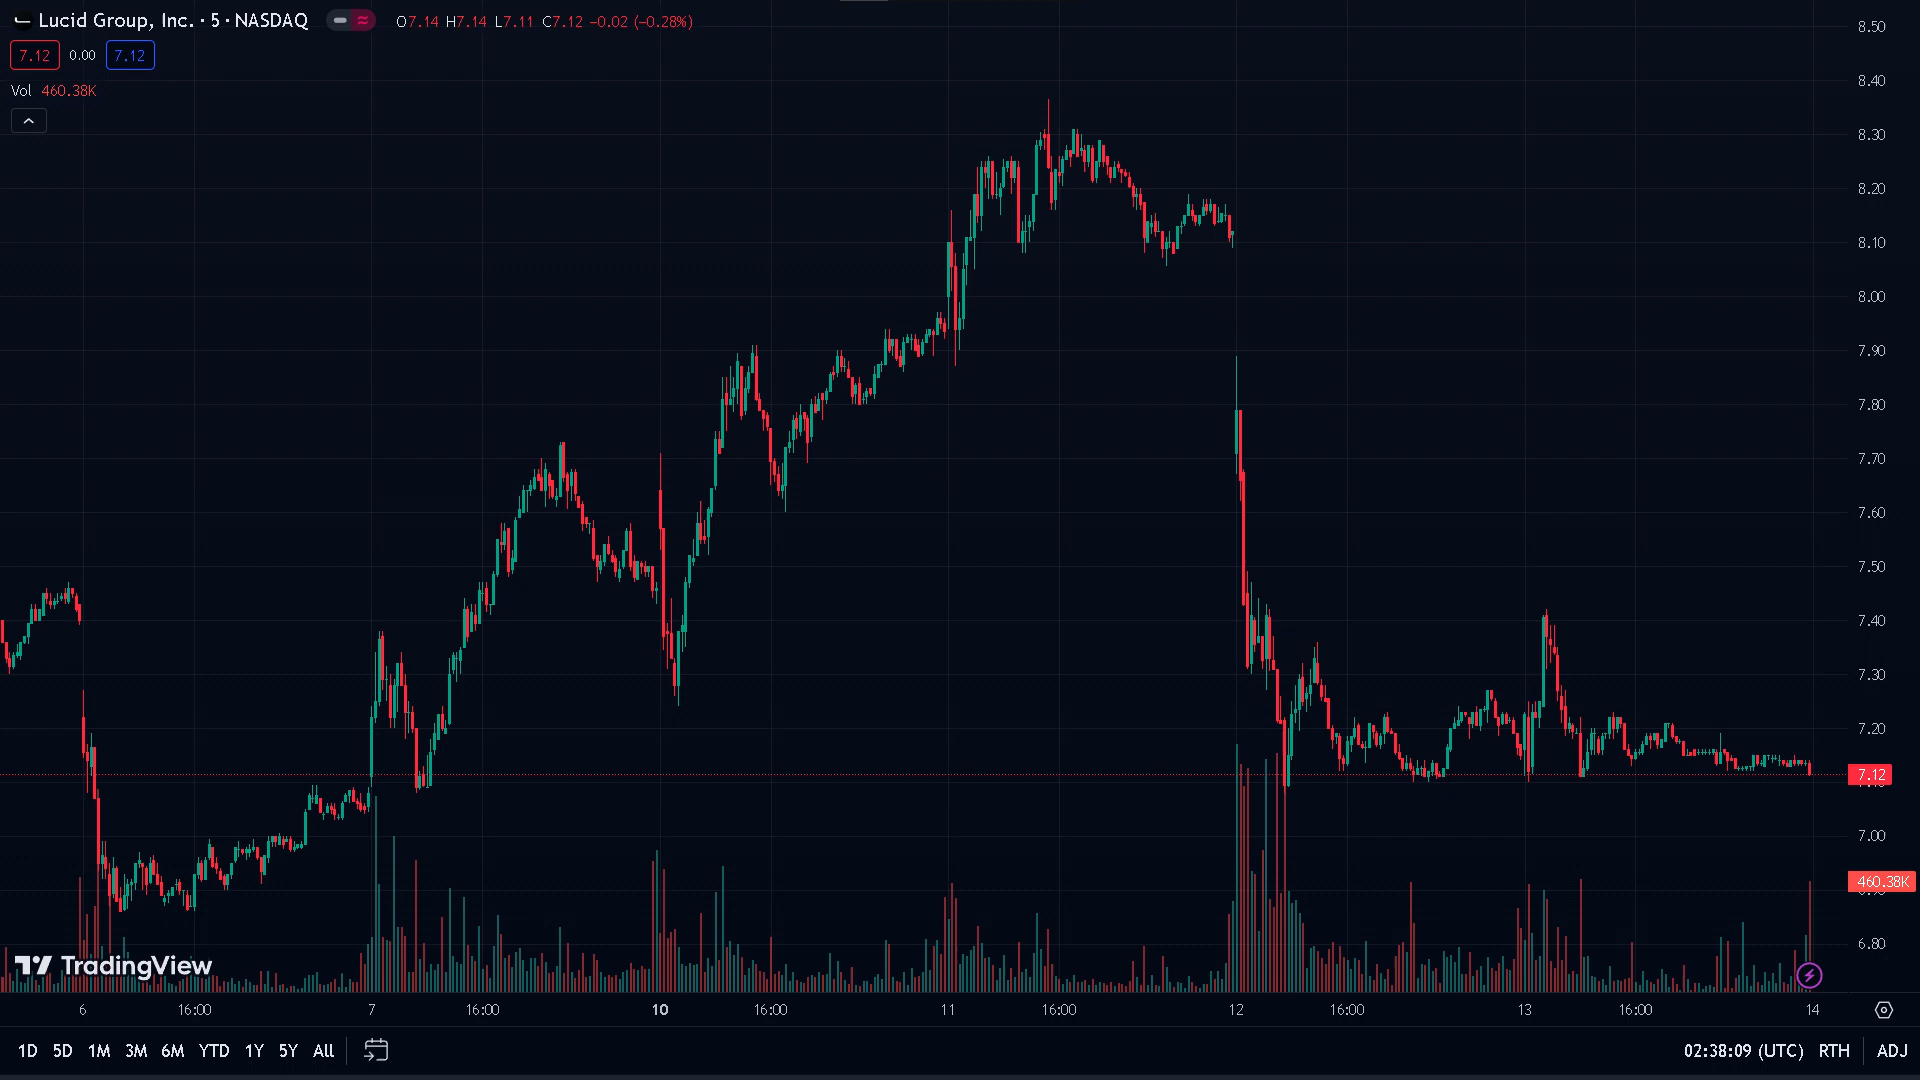 Lucid Group, Inc. · 5 · NASDAQ O7.14 H7.14 L7.11 C7.12 −0.02 (−0.28%)
7.12 0.00 7.12
Vol 460.38K
8.50
8.40
8.30
8.20
8.10
8.00
7.90
7.80
7.70
7.60
7.50
7.40
7.30
7.20
7.12
7.00
460.38K
6.80
TradingView
6 16:00 7 16:00 10 16:00 11 16:00 12 16:00 13 16:00 14
1D 5D 1M 3M 6M YTD 1Y 5Y All 02:38:09 (UTC) RTH ADJ